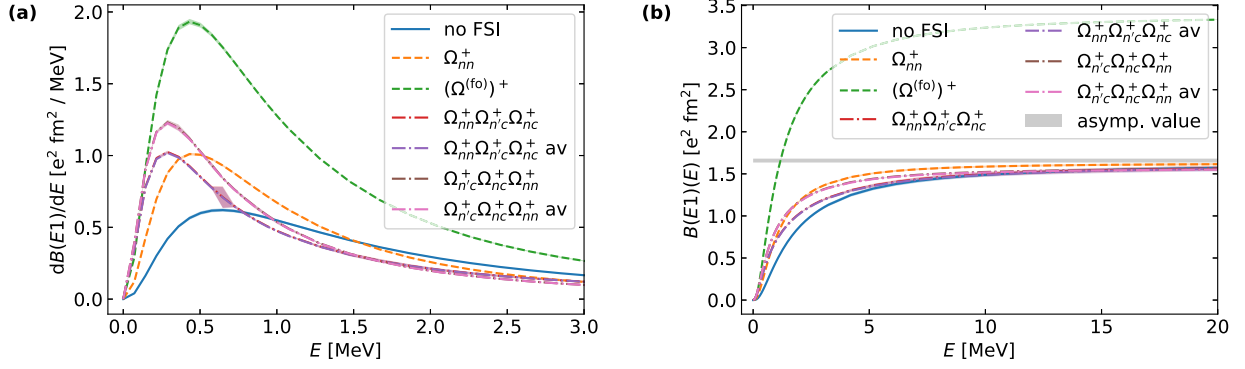 (a)
dB(E1)/dE [e² fm² / MeV]
2.0
1.5
1.0
0.5
0.0
0.0 0.5 1.0 1.5 2.0 2.5 3.0
E [MeV]
no FSI
Ω⁺ₙₙ
(Ω⁽ᶠᵒ⁾)⁺
Ω⁺ₙₙΩ⁺ₙ′cΩ⁺ₙc
Ω⁺ₙₙΩ⁺ₙ′cΩ⁺ₙc av
Ω⁺ₙ′cΩ⁺ₙcΩ⁺ₙₙ
Ω⁺ₙ′cΩ⁺ₙcΩ⁺ₙₙ av
(b)
B(E1)(E) [e² fm²]
3.5
3.0
2.5
2.0
1.5
1.0
0.5
0.0
0 5 10 15 20
E [MeV]
no FSI
Ω⁺ₙₙ
(Ω⁽ᶠᵒ⁾)⁺
Ω⁺ₙₙΩ⁺ₙ′cΩ⁺ₙc
Ω⁺ₙₙΩ⁺ₙ′cΩ⁺ₙc av
Ω⁺ₙ′cΩ⁺ₙcΩ⁺ₙₙ
Ω⁺ₙ′cΩ⁺ₙcΩ⁺ₙₙ av
asymp. value